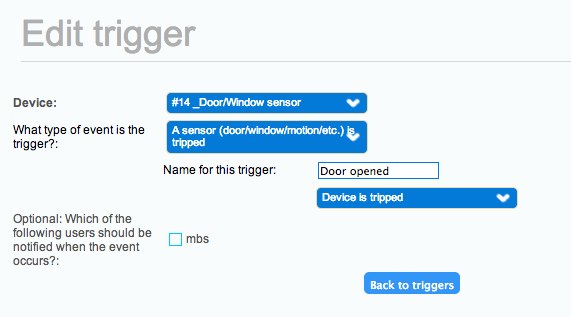 Edit trigger
Device:
#14 _Door/Window sensor
What type of event is the
trigger?:
A sensor (door/window/motion/etc.) is
tripped
Name for this trigger:
Door opened
Device is tripped
Optional: Which of the
following users should be
notified when the event
occurs?:
mbs
Back to triggers